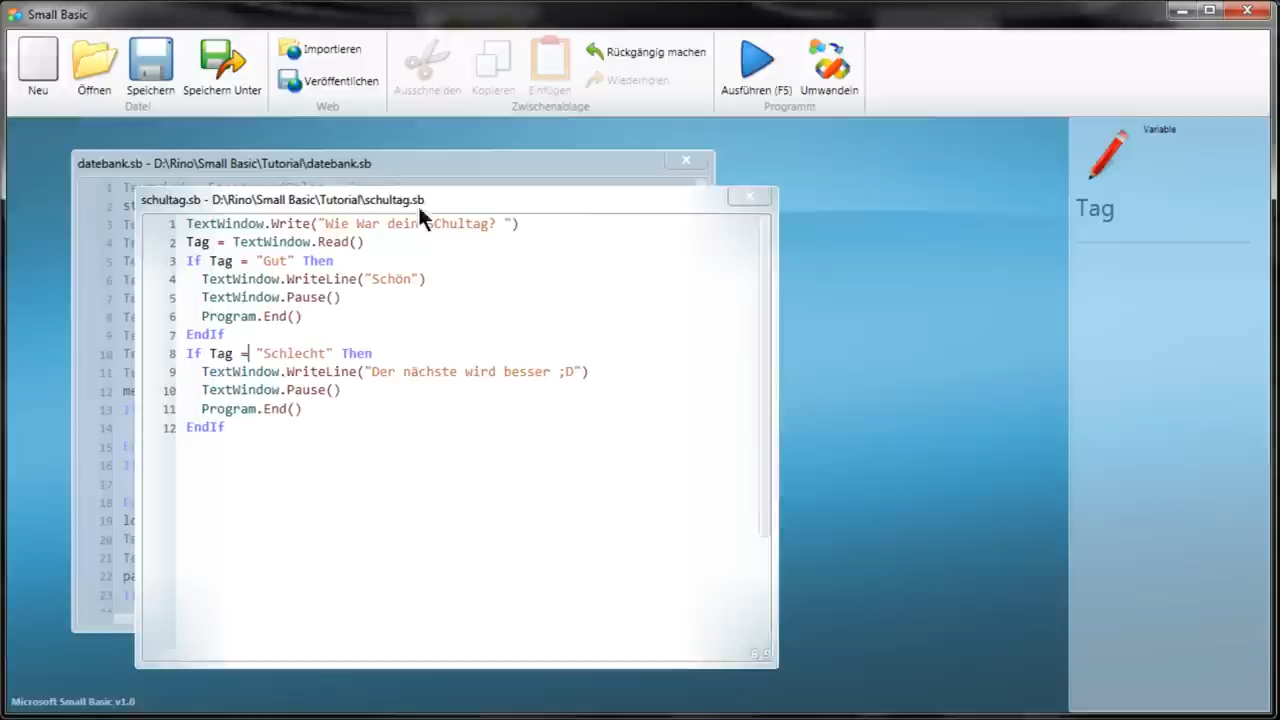 Small Basic
Neu
Öffnen
Speichern
Speichern Unter
Datei
Importieren
Veröffentlichen
Web
Ausschneiden
Kopieren
Einfügen
Rückgängig machen
Wiederholen
Zwischenablage
Ausführen (F5)
Umwandeln
Programm
datebank.sb - D:\Rino\Small Basic\Tutorial\datebank.sb
schultag.sb - D:\Rino\Small Basic\Tutorial\schultag.sb
1 TextWindow.Write("Wie War dein SChultag? ")
2 Tag = TextWindow.Read()
3 If Tag = "Gut" Then
4 TextWindow.WriteLine("Schön")
5 TextWindow.Pause()
6 Program.End()
7 EndIf
8 If Tag = "Schlecht" Then
9 TextWindow.WriteLine("Der nächste wird besser ;D")
10 TextWindow.Pause()
11 Program.End()
12 EndIf
8,9
Variable
Tag
Microsoft Small Basic v1.0